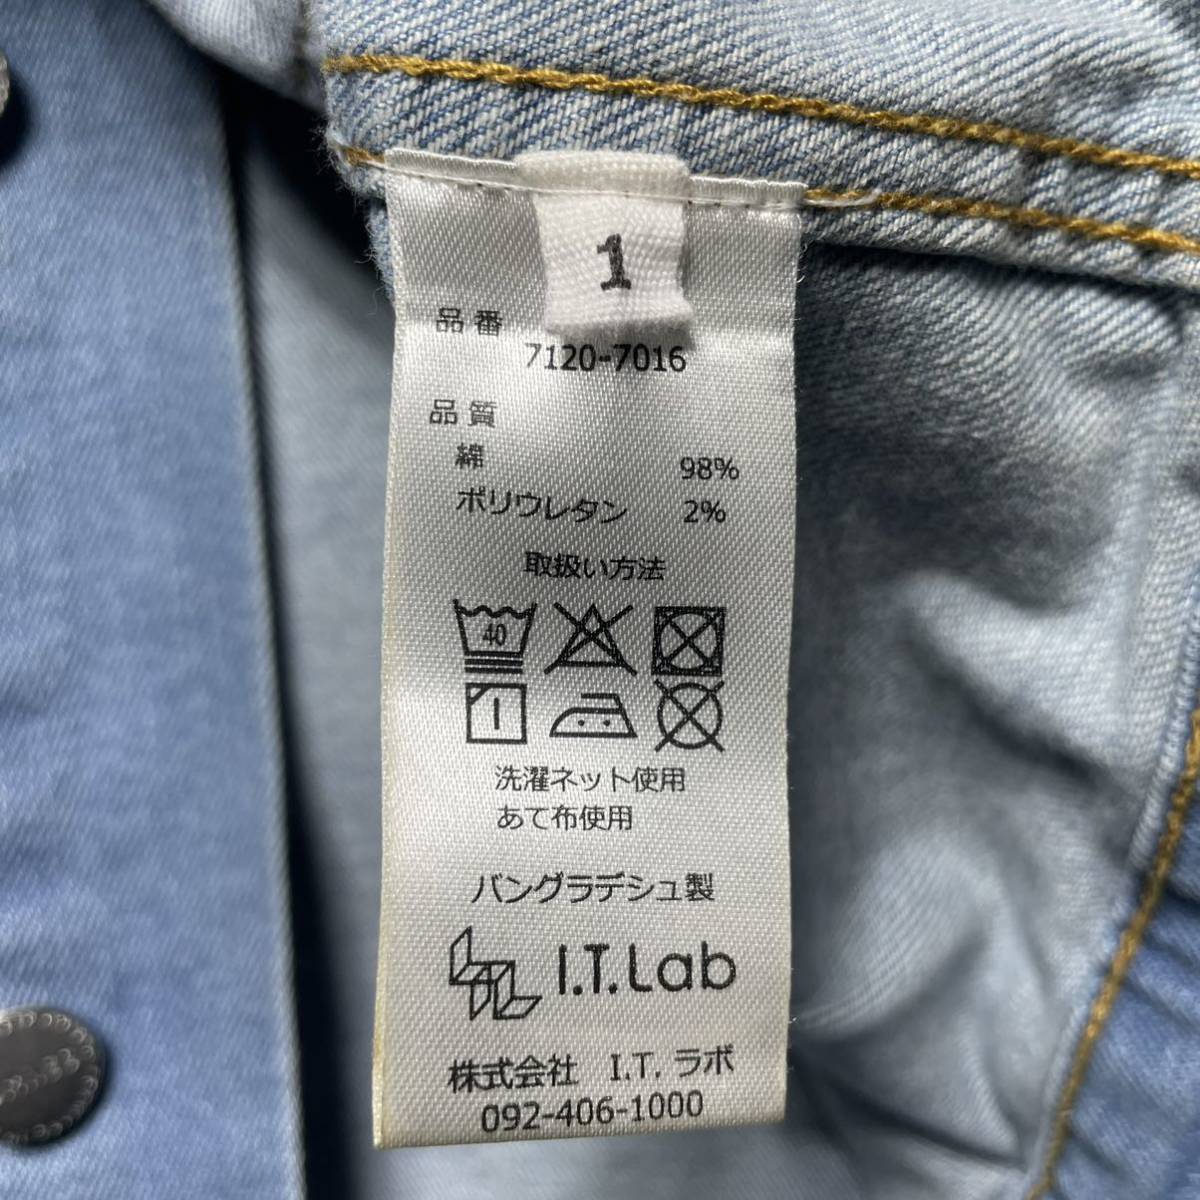 1
品番
7120-7016
品質
綿 98%
ポリウレタン 2%
取扱い方法
40
洗濯ネット使用
あて布使用
バングラデシュ製
I.T.Lab
株式会社 I.T.ラボ
092-406-1000